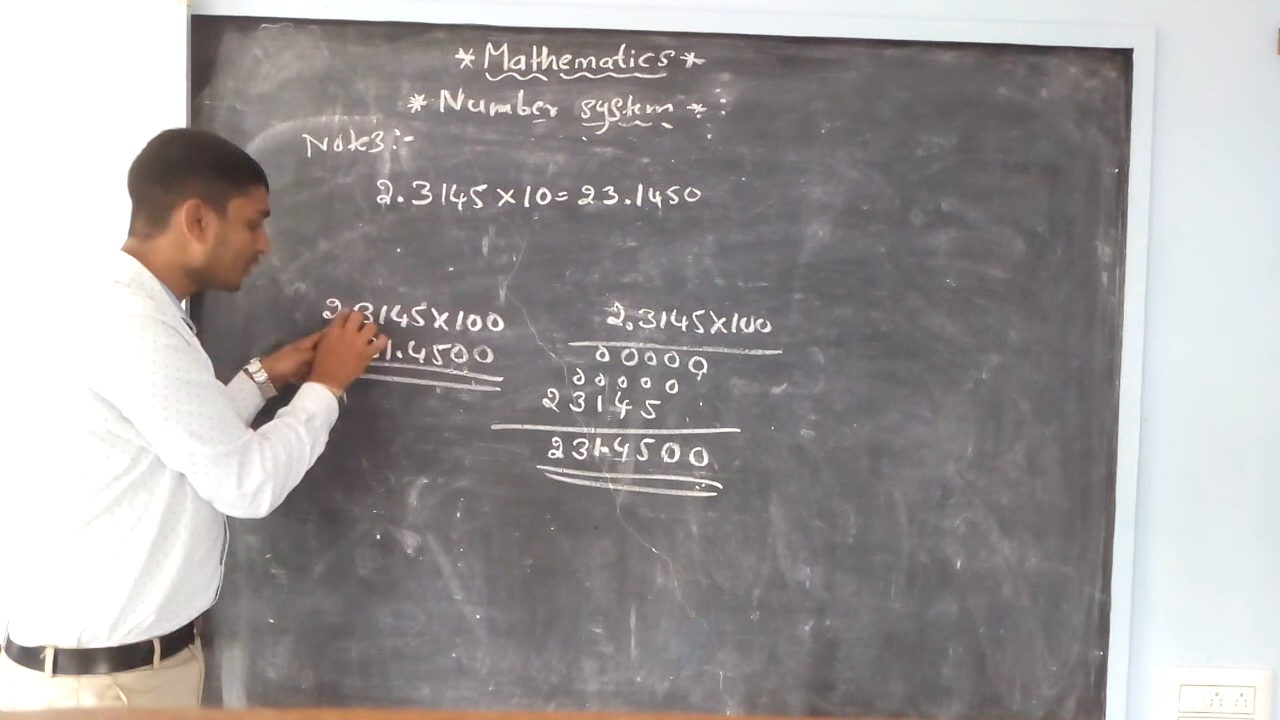 * Mathematics *
* Number system * :
Note3:-
2.3145 x 10 = 23.1450
2.3145 x 100
31.4500
2.3145 x 100
00000
00000
23145
231.4500